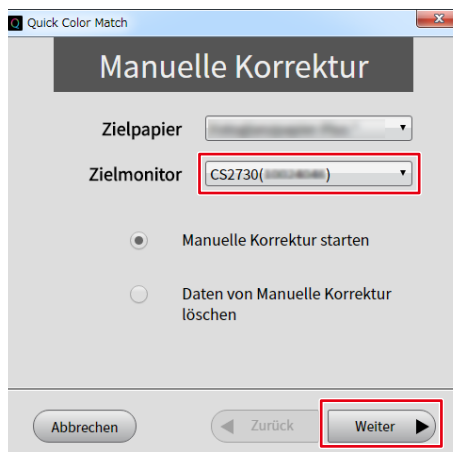 Quick Color Match
Manuelle Korrektur
Zielpapier
Zielmonitor CS2730( )
Manuelle Korrektur starten
Daten von Manuelle Korrektur
löschen
Abbrechen Zurück Weiter